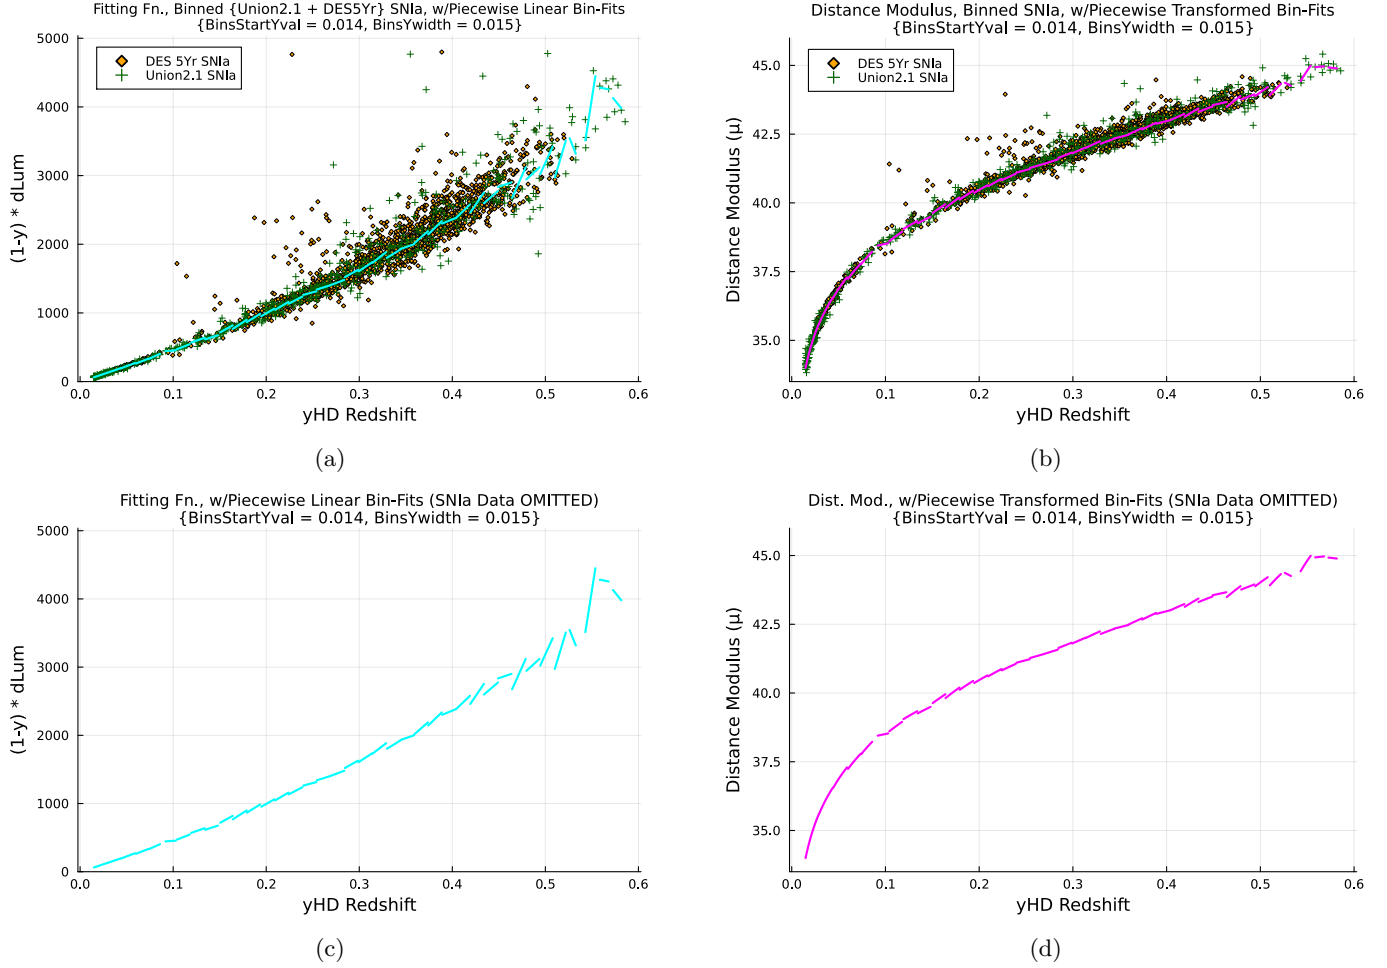 Fitting Fn., Binned {Union2.1 + DES5Yr} SNIa, w/Piecewise Linear Bin-Fits
{BinsStartYval = 0.014, BinsYwidth = 0.015}
5000
4000
3000
2000
1000
0
(1-y) * dLum
DES 5Yr SNIa
Union2.1 SNIa
0.0 0.1 0.2 0.3 0.4 0.5 0.6
yHD Redshift
(a)
Distance Modulus, Binned SNIa, w/Piecewise Transformed Bin-Fits
{BinsStartYval = 0.014, BinsYwidth = 0.015}
45.0
42.5
40.0
37.5
35.0
Distance Modulus (μ)
DES 5Yr SNIa
Union2.1 SNIa
0.0 0.1 0.2 0.3 0.4 0.5 0.6
yHD Redshift
(b)
Fitting Fn., w/Piecewise Linear Bin-Fits (SNIa Data OMITTED)
{BinsStartYval = 0.014, BinsYwidth = 0.015}
5000
4000
3000
2000
1000
0
(1-y) * dLum
0.0 0.1 0.2 0.3 0.4 0.5 0.6
yHD Redshift
(c)
Dist. Mod., w/Piecewise Transformed Bin-Fits (SNIa Data OMITTED)
{BinsStartYval = 0.014, BinsYwidth = 0.015}
45.0
42.5
40.0
37.5
35.0
Distance Modulus (μ)
0.0 0.1 0.2 0.3 0.4 0.5 0.6
yHD Redshift
(d)